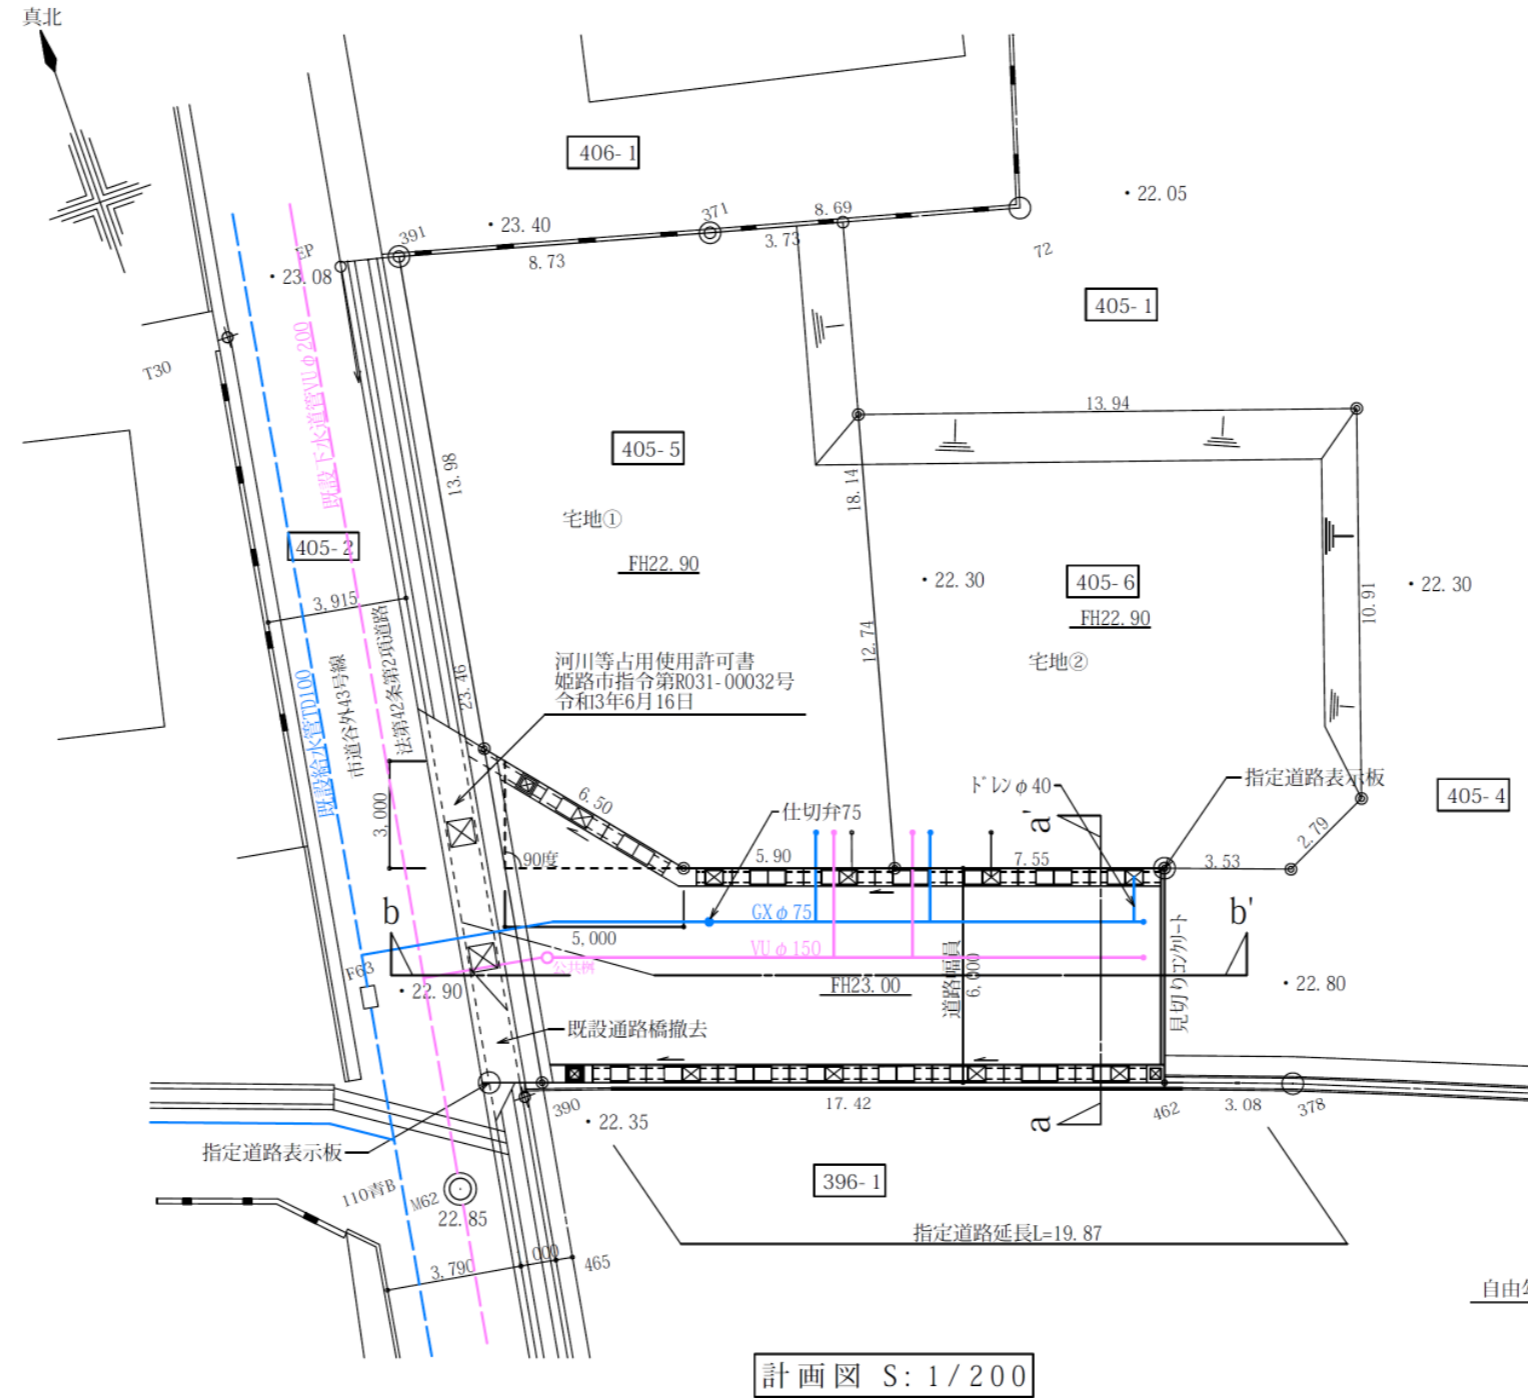 真北
406-1
・22.05
・23.40
371
8.69
391
3.73
72
EP
8.73
・23.08
405-1
T30
既設下水道管VUφ200
13.94
405-5
13.98
18.14
宅地①
405-2
FH22.90
・22.30
405-6
・22.30
10.91
3,915
FH22.90
12.74
宅地②
市道谷外43号線
法第42条第2項道路
既設給水管TD100
23.46
河川等占用使用許可書
姫路市指令第R031-00032号
令和3年6月16日
3,000
6.50
仕切弁75
ドレンφ40
a'
指定道路表示板
405-4
2.79
90度
5.90
7.55
3.53
b
GXφ75
b'
5,000
VUφ150
公共桝
F63
・22.90
FH23.00
道路幅員
6,000
見切りコンクリート
・22.80
既設通路橋撤去
390
・22.35
17.42
a
462
3.08
378
指定道路表示板
110青B
M62
22.85
396-1
指定道路延長L=19.87
3,790
000
465
計画図 S:1/200